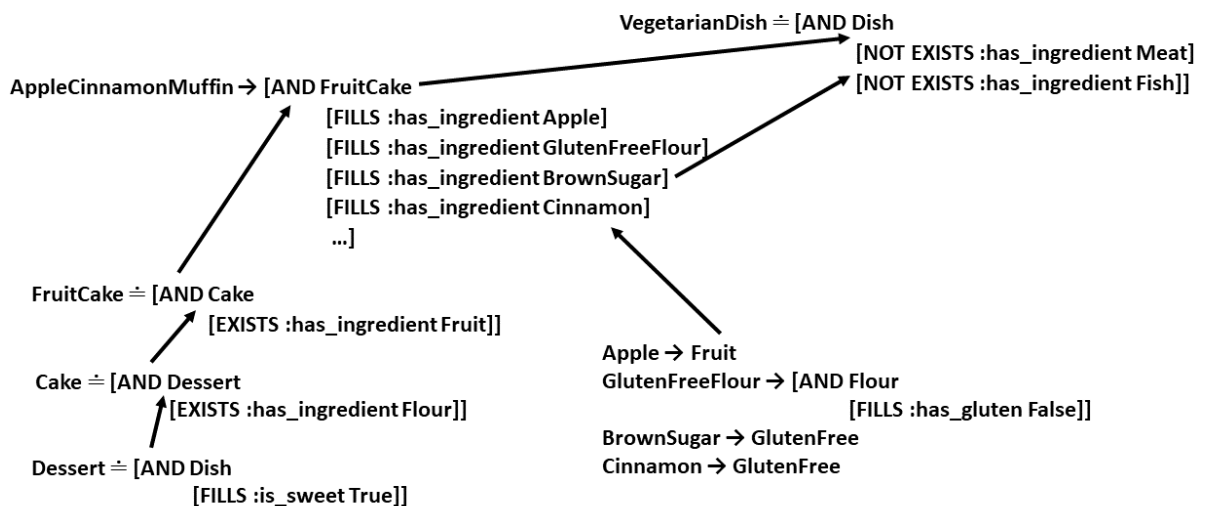 VegetarianDish ≐ [AND Dish
[NOT EXISTS :has_ingredient Meat]
[NOT EXISTS :has_ingredient Fish]]
AppleCinnamonMuffin → [AND FruitCake
[FILLS :has_ingredient Apple]
[FILLS :has_ingredient GlutenFreeFlour]
[FILLS :has_ingredient BrownSugar]
[FILLS :has_ingredient Cinnamon]
...]
FruitCake ≐ [AND Cake
[EXISTS :has_ingredient Fruit]]
Cake ≐ [AND Dessert
[EXISTS :has_ingredient Flour]]
Dessert ≐ [AND Dish
[FILLS :is_sweet True]]
Apple → Fruit
GlutenFreeFlour → [AND Flour
[FILLS :has_gluten False]]
BrownSugar → GlutenFree
Cinnamon → GlutenFree